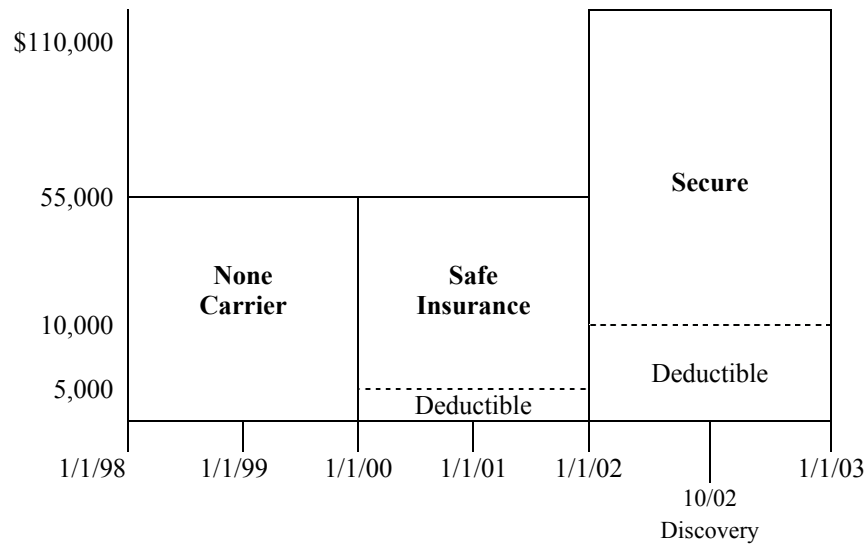 $110,000
Secure
55,000
None
Carrier
Safe
Insurance
10,000
Deductible
5,000
Deductible
1/1/98
1/1/99
1/1/00
1/1/01
1/1/02
1/1/03
10/02
Discovery